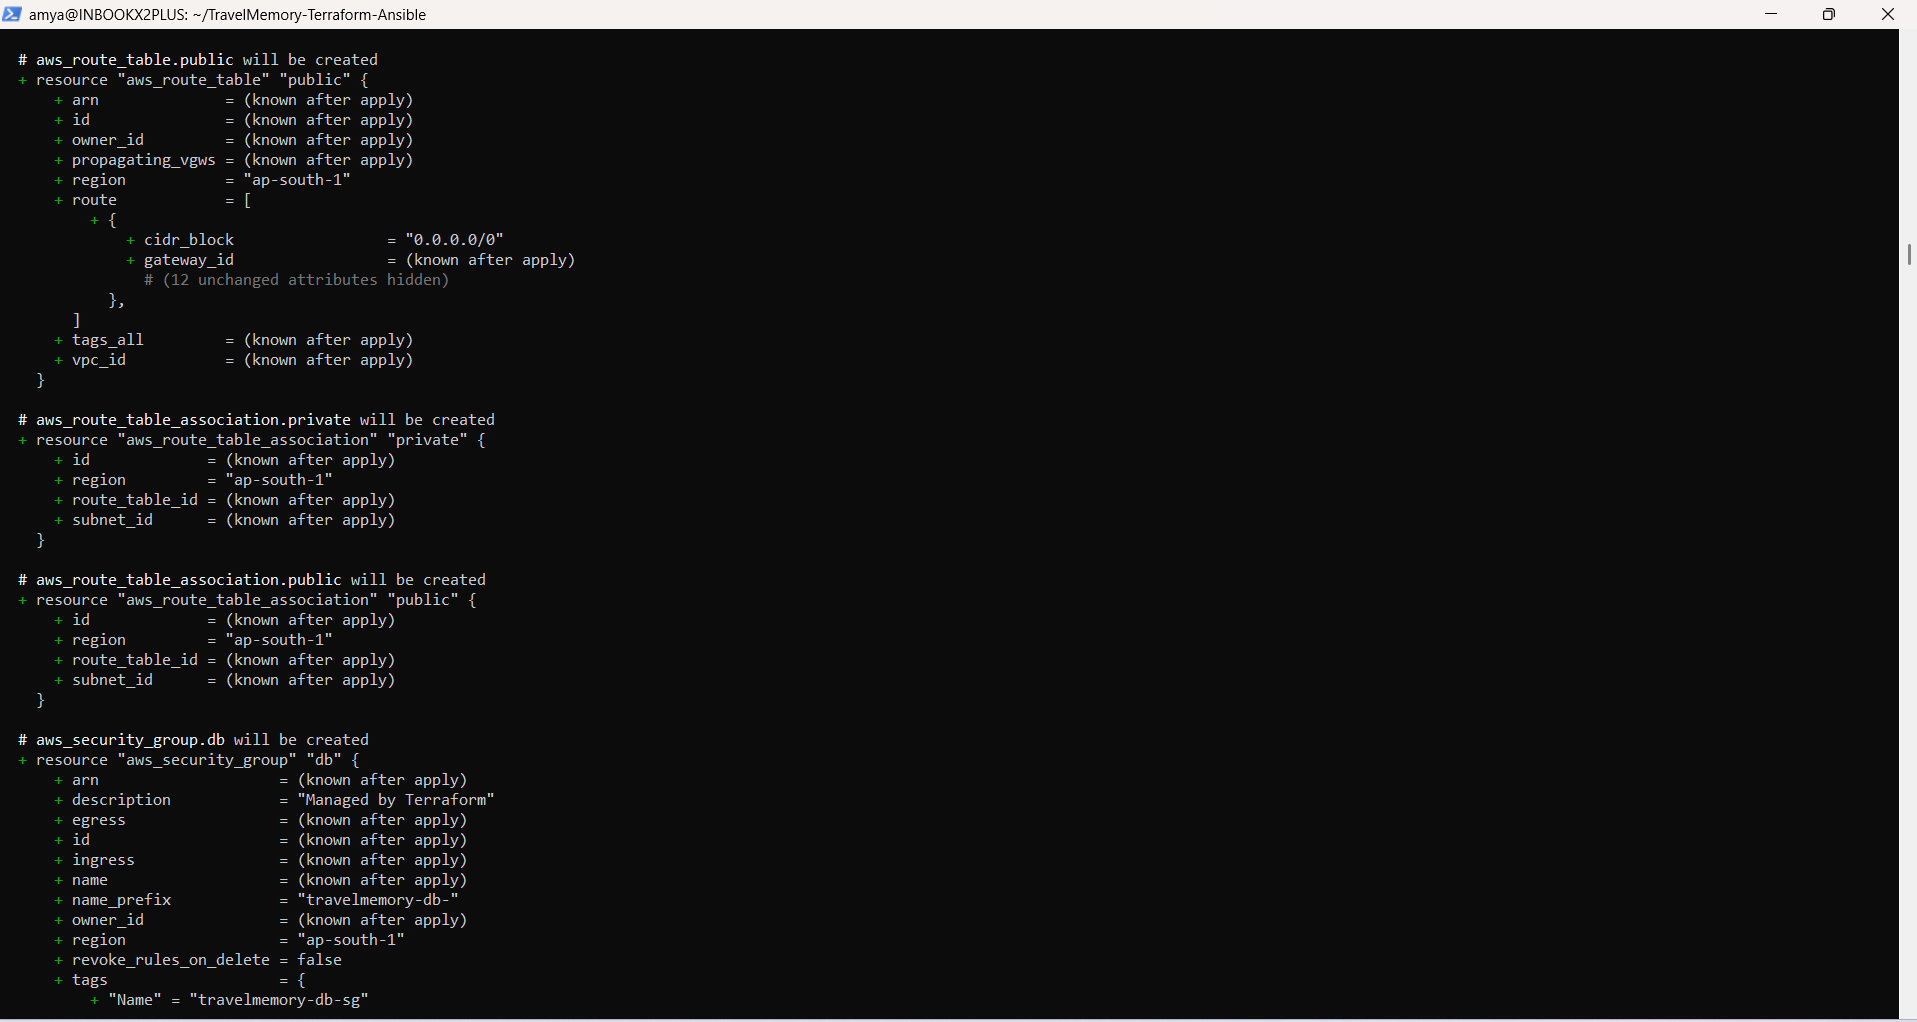 amya@INBOOKX2PLUS: ~/TravelMemory-Terraform-Ansible
# aws_route_table.public will be created
+ resource "aws_route_table" "public" {
    + arn              = (known after apply)
    + id               = (known after apply)
    + owner_id         = (known after apply)
    + propagating_vgws = (known after apply)
    + region           = "ap-south-1"
    + route            = [
        + {
            + cidr_block                 = "0.0.0.0/0"
            + gateway_id                 = (known after apply)
              # (12 unchanged attributes hidden)
          },
      ]
    + tags_all         = (known after apply)
    + vpc_id           = (known after apply)
  }
# aws_route_table_association.private will be created
+ resource "aws_route_table_association" "private" {
    + id             = (known after apply)
    + region         = "ap-south-1"
    + route_table_id = (known after apply)
    + subnet_id      = (known after apply)
  }
# aws_route_table_association.public will be created
+ resource "aws_route_table_association" "public" {
    + id             = (known after apply)
    + region         = "ap-south-1"
    + route_table_id = (known after apply)
    + subnet_id      = (known after apply)
  }
# aws_security_group.db will be created
+ resource "aws_security_group" "db" {
    + arn                    = (known after apply)
    + description            = "Managed by Terraform"
    + egress                 = (known after apply)
    + id                     = (known after apply)
    + ingress                = (known after apply)
    + name                   = (known after apply)
    + name_prefix            = "travelmemory-db-"
    + owner_id               = (known after apply)
    + region                 = "ap-south-1"
    + revoke_rules_on_delete = false
    + tags                   = {
        + "Name" = "travelmemory-db-sg"